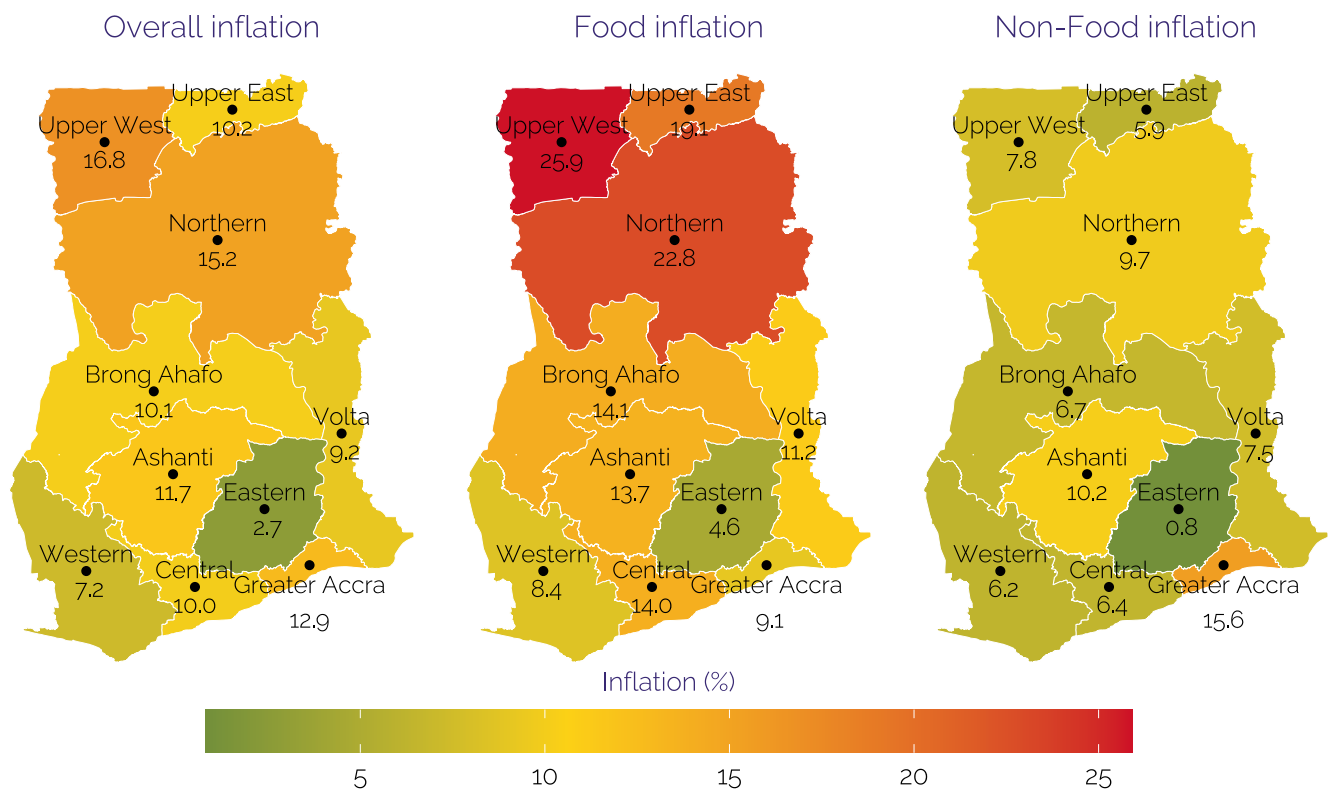 Overall inflation
Upper East
10.2
Upper West
16.8
Northern
15.2
Brong Ahafo
10.1
Volta
9.2
Ashanti
11.7
Eastern
2.7
Western
7.2
Central
10.0
Greater Accra
12.9
Food inflation
Upper East
19.1
Upper West
25.9
Northern
22.8
Brong Ahafo
14.1
Volta
11.2
Ashanti
13.7
Eastern
4.6
Western
8.4
Central
14.0
Greater Accra
9.1
Non-Food inflation
Upper East
5.9
Upper West
7.8
Northern
9.7
Brong Ahafo
6.7
Volta
7.5
Ashanti
10.2
Eastern
0.8
Western
6.2
Central
6.4
Greater Accra
15.6
Inflation (%)
5 10 15 20 25